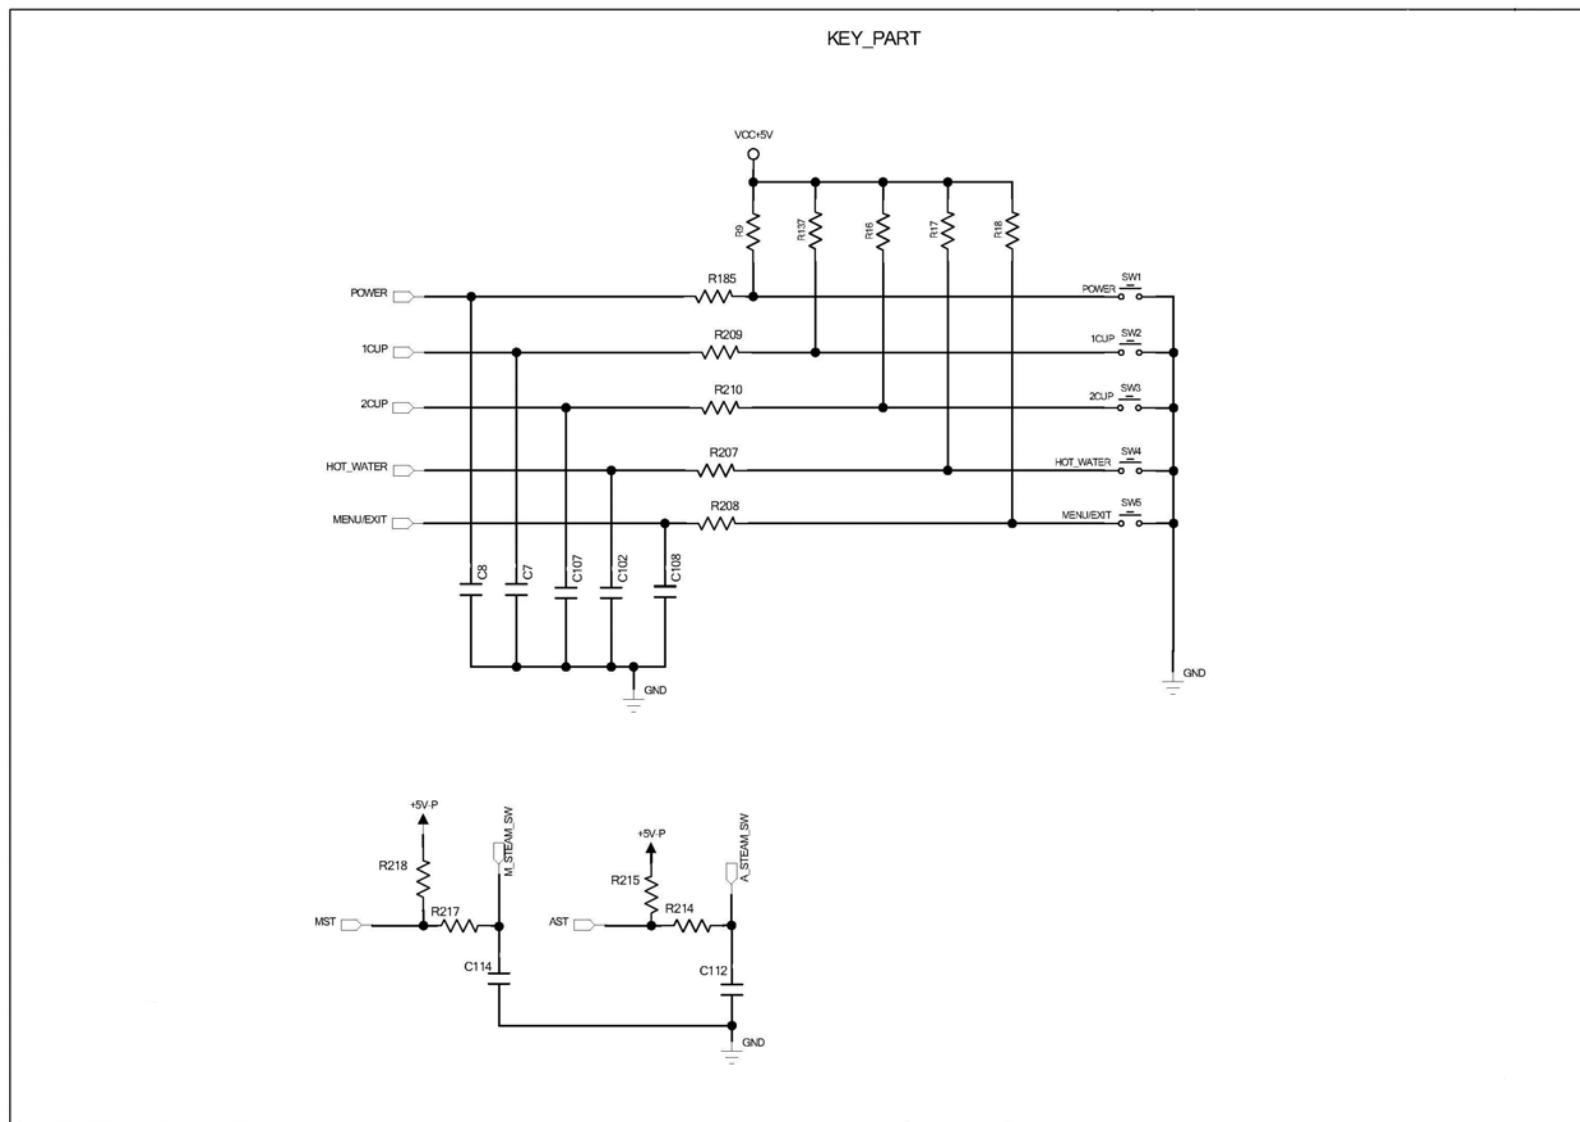 KEY_PART
VCC+5V
R9
R137
R16
R17
R18
POWER
R185
POWER
SW1
1CUP
R209
1CUP
SW2
2CUP
R210
2CUP
SW3
HOT_WATER
R207
HOT_WATER
SW4
MENU/EXIT
R208
MENU/EXIT
SW5
C8
C7
C107
C102
C108
GND
GND
+5V-P
M_STEAM_SW
R218
MST
R217
C114
+5V-P
A_STEAM_SW
R215
AST
R214
C112
GND